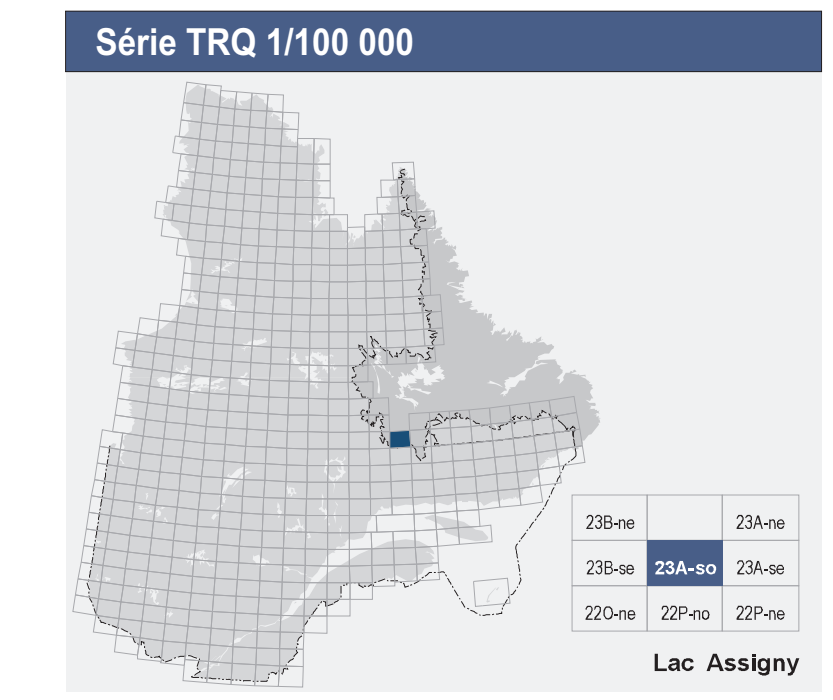 Série TRQ 1/100 000
23B-ne 23A-ne
23B-se 23A-so 23A-se
22O-ne 22P-no 22P-ne
Lac Assigny